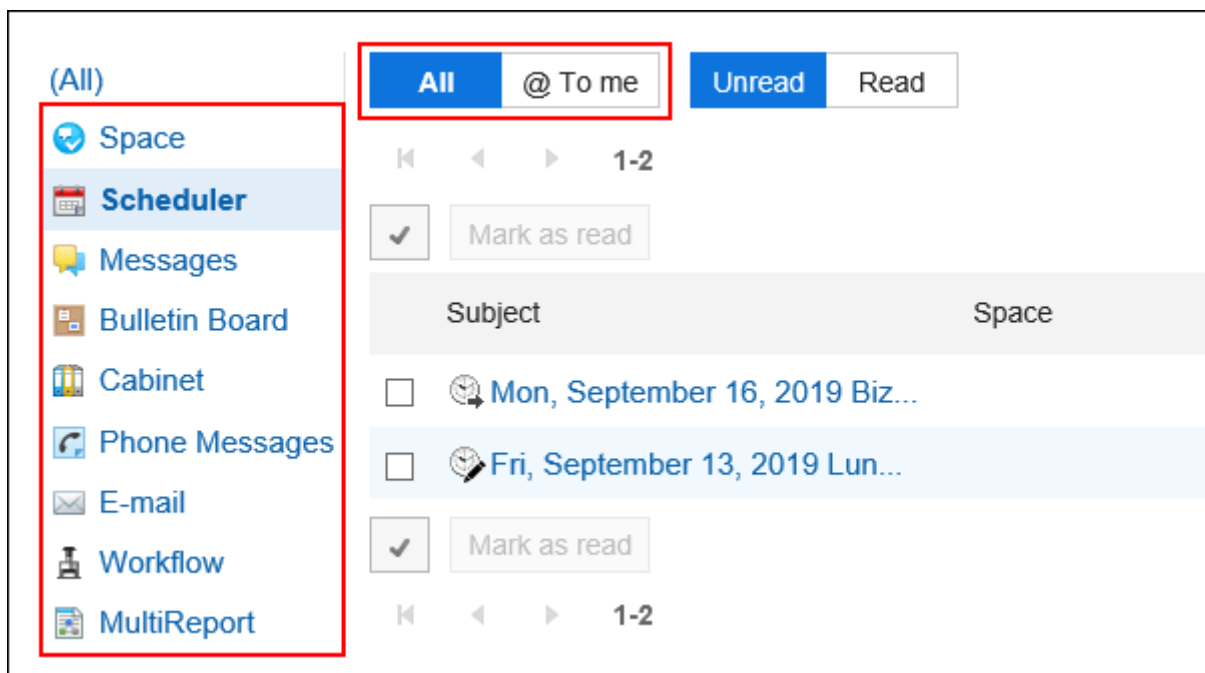 (All)
Space
Scheduler
Messages
Bulletin Board
Cabinet
Phone Messages
E-mail
Workflow
MultiReport
All @ To me Unread Read
1-2
Mark as read
Subject Space
Mon, September 16, 2019 Biz...
Fri, September 13, 2019 Lun...
Mark as read
1-2